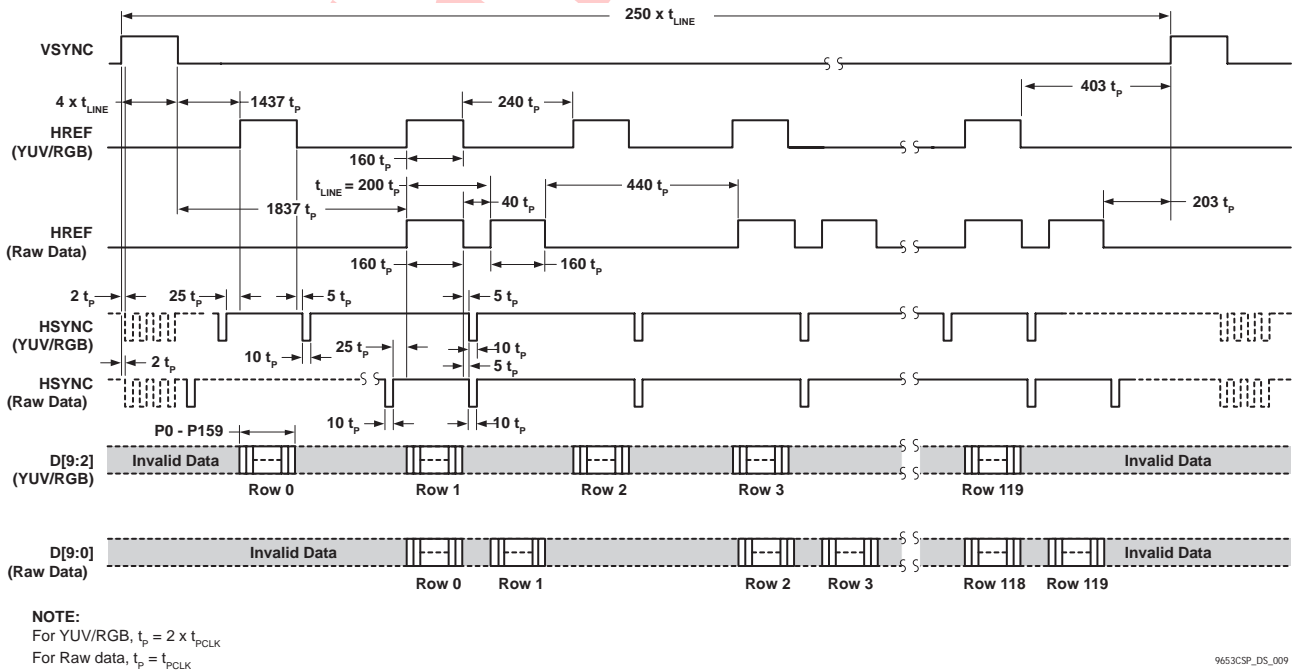 250 x tLINE
VSYNC
4 x tLINE
1437 tP
240 tP
403 tP
HREF
(YUV/RGB)
160 tP
tLINE = 200 tP
440 tP
1837 tP
40 tP
203 tP
HREF
(Raw Data)
160 tP
160 tP
2 tP
25 tP
5 tP
5 tP
HSYNC
(YUV/RGB)
10 tP
25 tP
10 tP
2 tP
5 tP
HSYNC
(Raw Data)
10 tP
10 tP
P0 - P159
D[9:2]
(YUV/RGB)
Invalid Data
Invalid Data
Row 0
Row 1
Row 2
Row 3
Row 119
D[9:0]
(Raw Data)
Invalid Data
Invalid Data
Row 0
Row 1
Row 2
Row 3
Row 118
Row 119
NOTE:
For YUV/RGB, tP = 2 x tPCLK
For Raw data, tP = tPCLK
9653CSP_DS_009